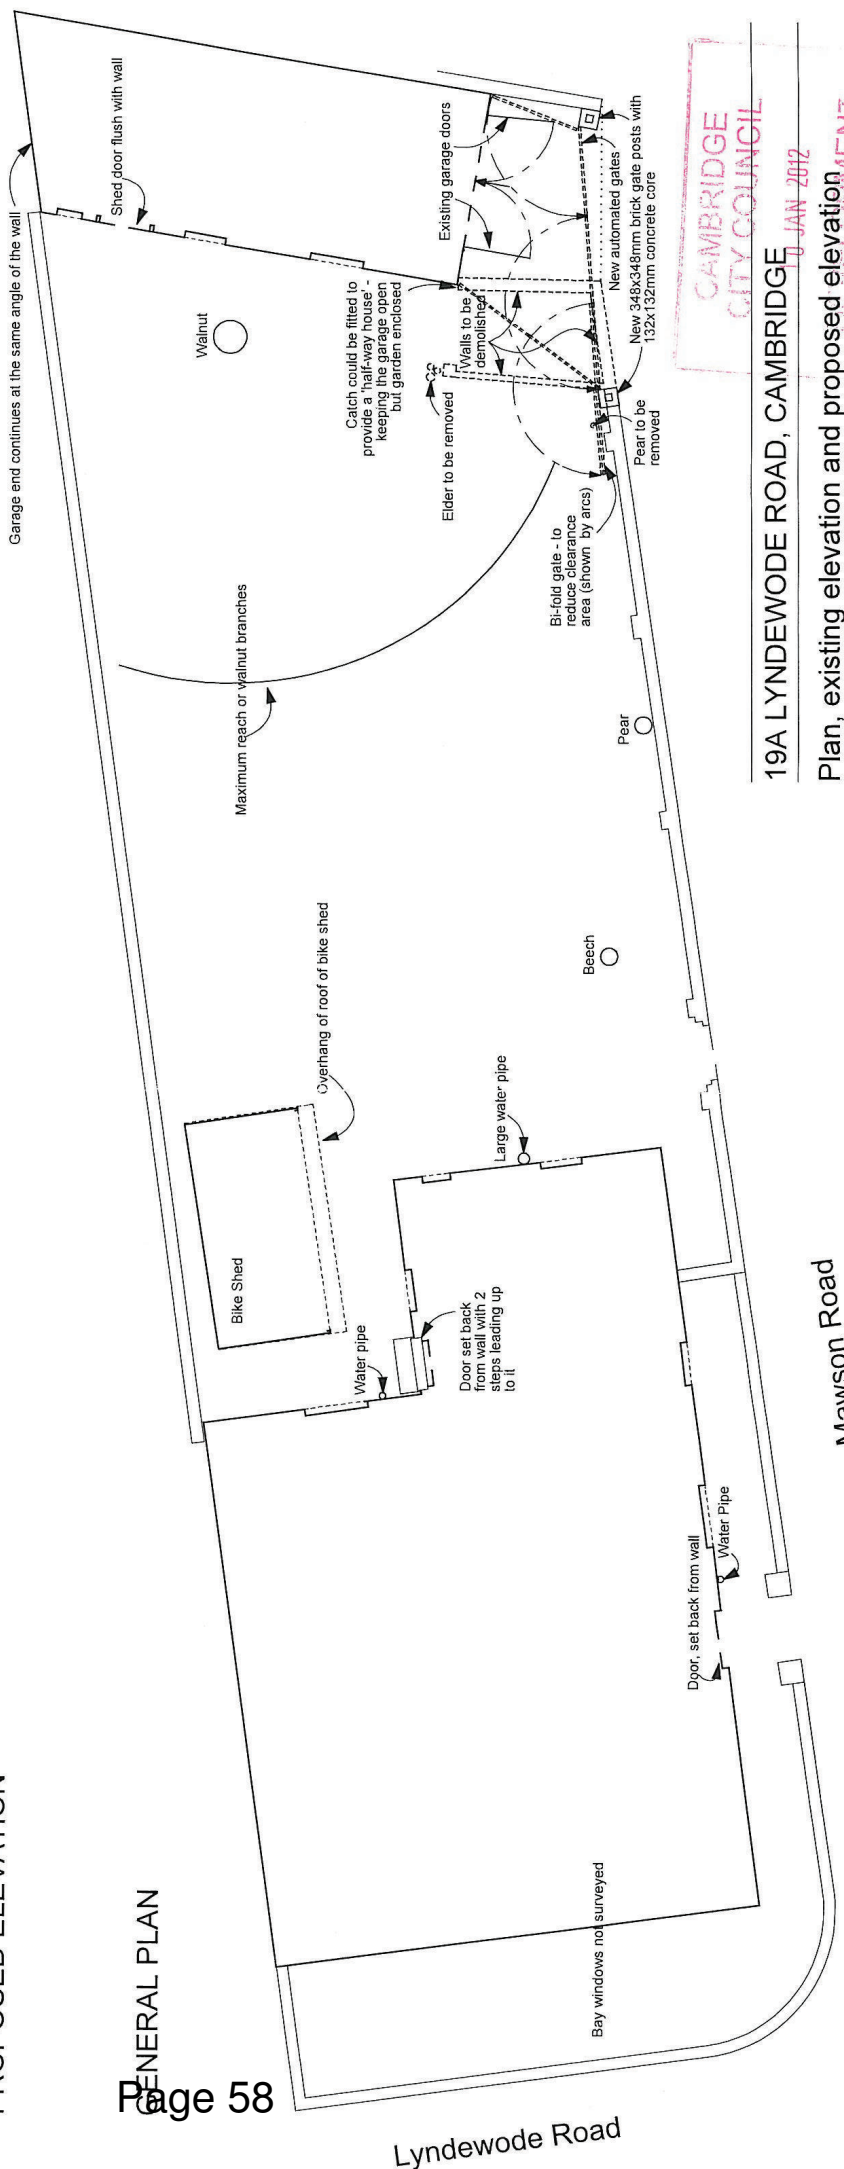 GENERAL PLAN
Page 58
Garage end continues at the same angle of the wall
Shed door flush with wall
Walnut
Catch could be fitted to
provide a "half-way house" -
keeping the garage open
but garden enclosed
Existing garage doors
Walls to be
demolished
Elder to be removed
New automated gates
New 348x348mm brick gate posts with
132x132mm concrete core
Pear to be
removed
Bi-fold gate - to
reduce clearance
area (shown by arcs)
Maximum reach or walnut branches
Pear
Beech
Overhang of roof of bike shed
Bike Shed
Large water pipe
Water pipe
Door set back
from wall with 2
steps leading up
to it
Water Pipe
Door, set back from wall
Bay windows not surveyed
Lyndewode Road
Mawson Road
CAMBRIDGE
CITY COUNCIL
10 JAN 2012
19A LYNDEWODE ROAD, CAMBRIDGE
Plan, existing elevation and proposed elevation